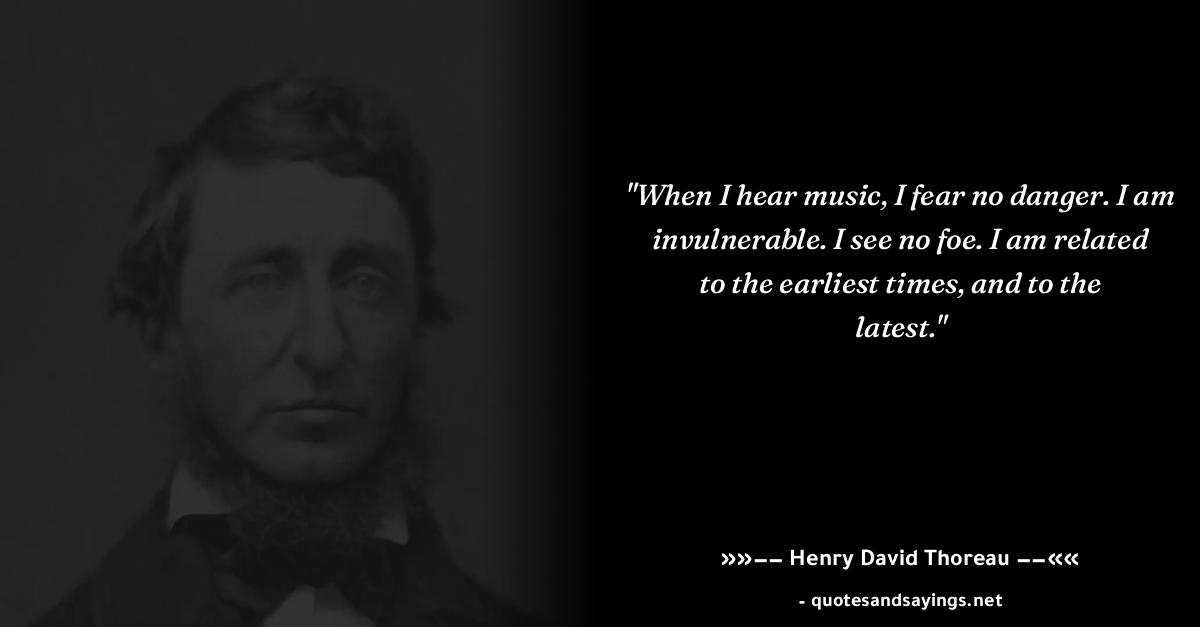 "When I hear music, I fear no danger. I am
invulnerable. I see no foe. I am related
to the earliest times, and to the
latest."
»»−− Henry David Thoreau −−««
- quotesandsayings.net